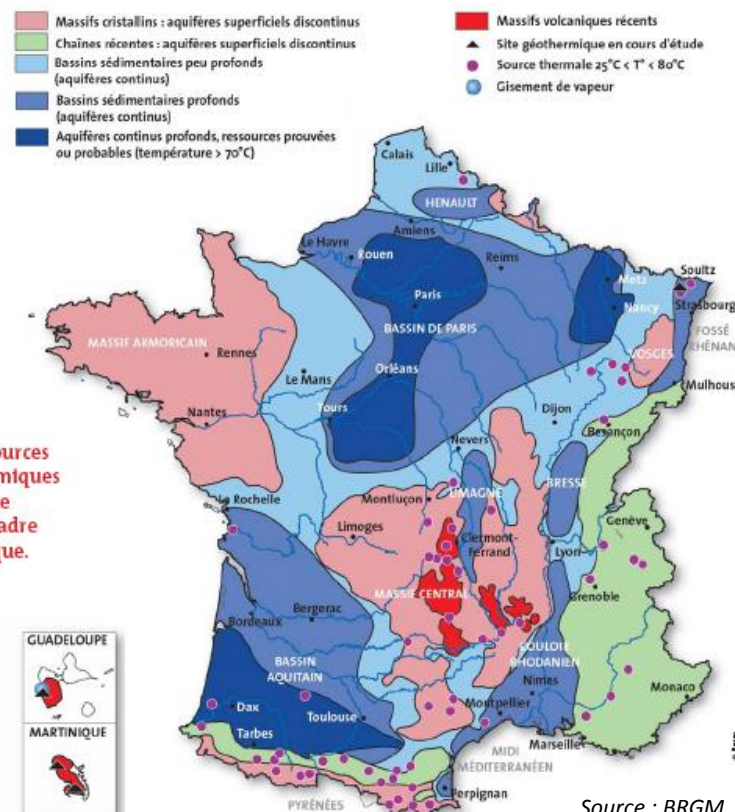 Massifs cristallins : aquifères superficiels discontinus
Chaînes récentes : aquifères superficiels discontinus
Bassins sédimentaires peu profonds
(aquifères continus)
Bassins sédimentaires profonds
(aquifères continus)
Aquifères continus profonds, ressources prouvées
ou probables (température > 70°C)
Massifs volcaniques récents
Site géothermique en cours d'étude
Source thermale 25°C < T° < 80°C
Gisement de vapeur
Calais
Lille
HENAULT
Amiens
Le Havre
Rouen
Reims
Metz
Soultz
Paris
Nancy
Strasbourg
BASSIN DE PARIS
FOSSÉ
RHÉNAN
MASSIF ARMORICAIN
Rennes
VOSGES
Le Mans
Orléans
Mulhous
Nantes
Tours
Dijon
Besançon
Nevers
BRESSE
La Rochelle
Montluçon
LIMAGNE
Genève
Limoges
Clermont-
Ferrand
Lyon
MASSIF CENTRAL
Grenoble
Bordeaux
Bergerac
COULOIR
RHODANIEN
BASSIN
AQUITAIN
Nîmes
Monaco
Dax
Toulouse
Montpellier
Tarbes
Marseille
MIDI
MÉDITERRANÉEN
Perpignan
PYRÉNÉES
ources
miques
e
adre
que.
GUADELOUPE
MARTINIQUE
Source : BRGM